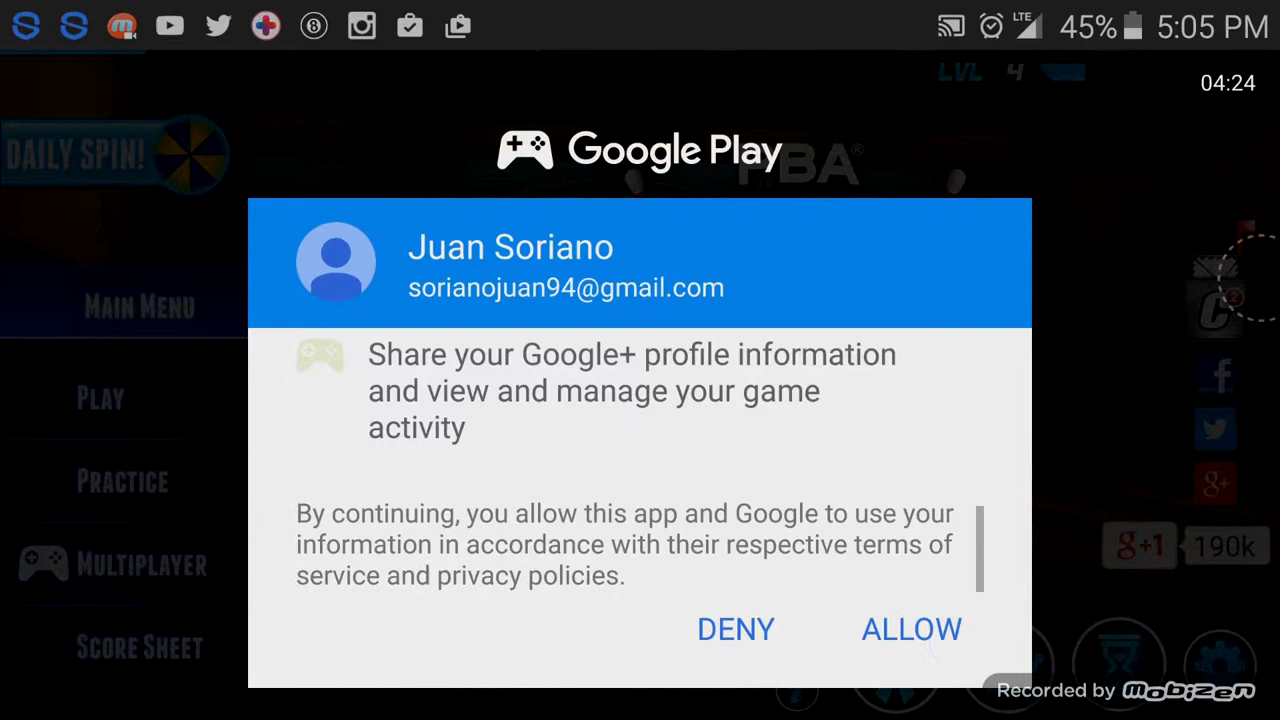 LTE 45% 5:05 PM
LVL 4
04:24
DAILY SPIN!
Google Play
PBA®
Juan Soriano
sorianojuan94@gmail.com
MAIN MENU
Share your Google+ profile information
and view and manage your game
activity
C 2
f
PLAY
PRACTICE
g+
By continuing, you allow this app and Google to use your
information in accordance with their respective terms of
service and privacy policies.
g+1 190k
MULTIPLAYER
DENY ALLOW
SCORE SHEET
Recorded by MOBIZEN